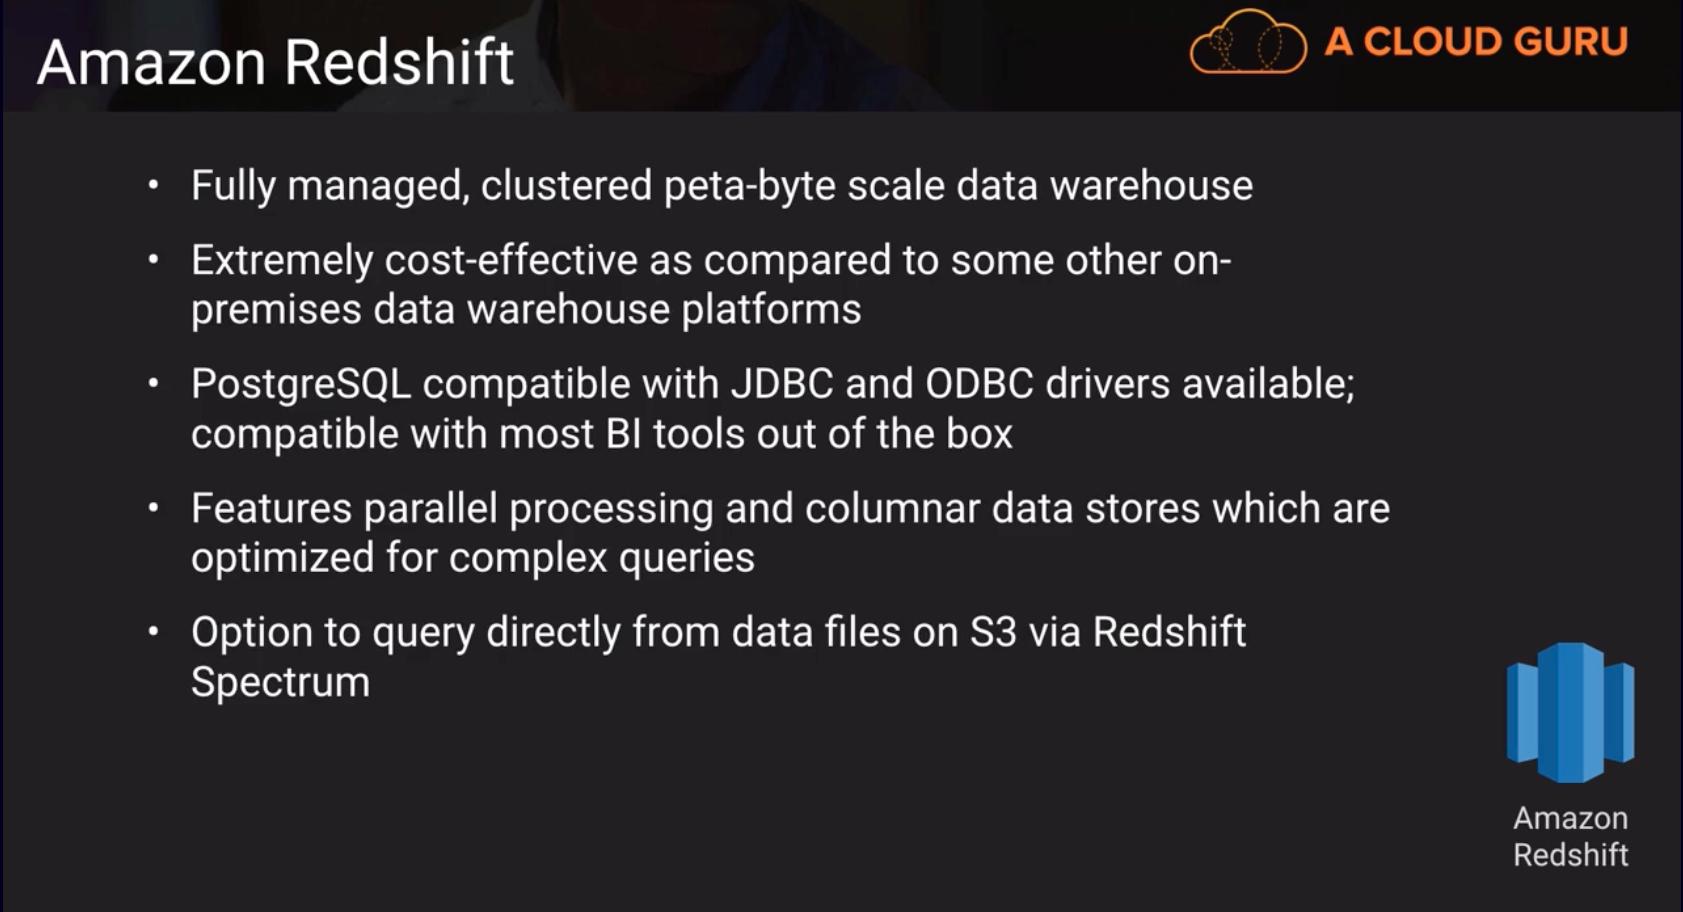 Amazon Redshift
A CLOUD GURU
• Fully managed, clustered peta-byte scale data warehouse
• Extremely cost-effective as compared to some other on-
premises data warehouse platforms
• PostgreSQL compatible with JDBC and ODBC drivers available;
compatible with most BI tools out of the box
• Features parallel processing and columnar data stores which are
optimized for complex queries
• Option to query directly from data files on S3 via Redshift
Spectrum
Amazon
Redshift